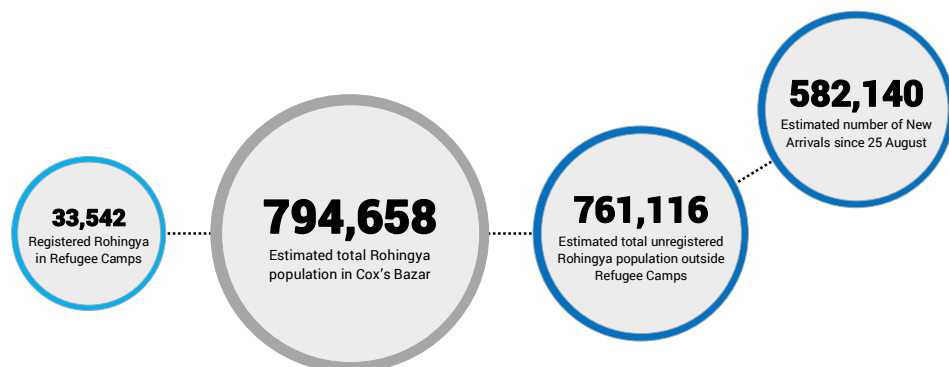 33,542
Registered Rohingya
in Refugee Camps
794,658
Estimated total Rohingya
population in Cox's Bazar
761,116
Estimated total unregistered
Rohingya population outside
Refugee Camps
582,140
Estimated number of New
Arrivals since 25 August